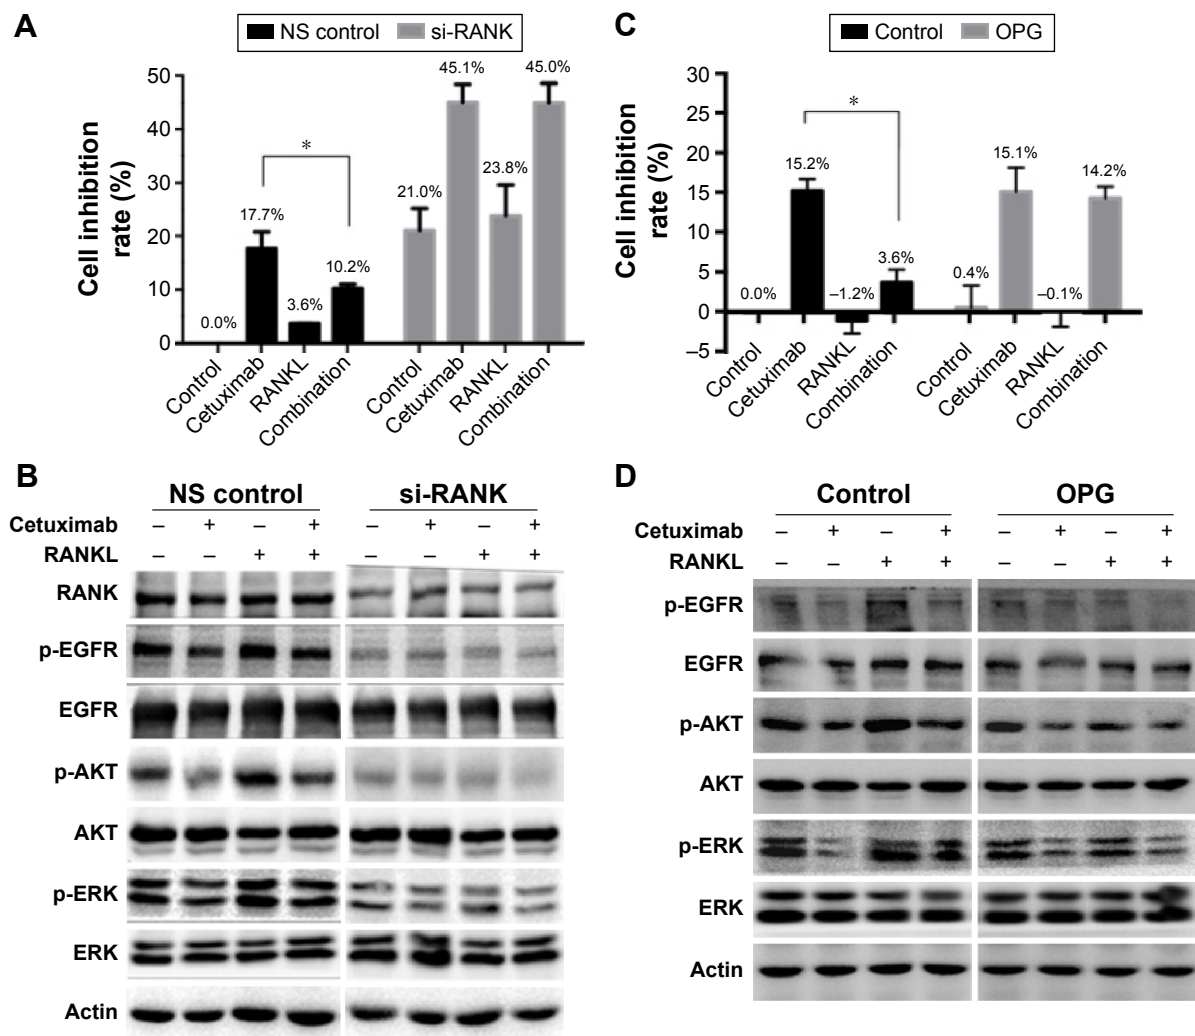 A
NS control si-RANK
Cell inhibition
rate (%)
50
40
30
20
10
0
0.0%
17.7%
3.6%
10.2%
21.0%
45.1%
23.8%
45.0%
*
Control
Cetuximab
RANKL
Combination
Control
Cetuximab
RANKL
Combination
C
Control OPG
Cell inhibition
rate (%)
30
25
20
15
10
5
0
–5
0.0%
15.2%
–1.2%
3.6%
0.4%
15.1%
–0.1%
14.2%
*
Control
Cetuximab
RANKL
Combination
Control
Cetuximab
RANKL
Combination
B
NS control si-RANK
Cetuximab – + – + – + – +
RANKL – – + + – – + +
RANK
p-EGFR
EGFR
p-AKT
AKT
p-ERK
ERK
Actin
D
Control OPG
Cetuximab – + – + – + – +
RANKL – – + + – – + +
p-EGFR
EGFR
p-AKT
AKT
p-ERK
ERK
Actin